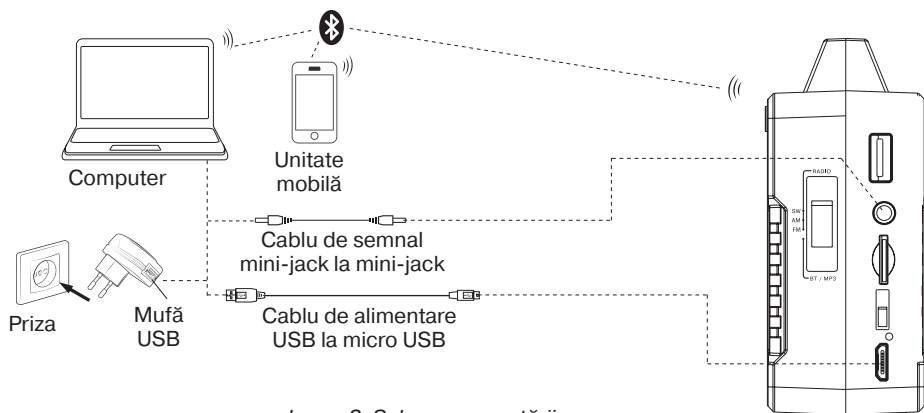 Computer
Unitate
mobilă
RADIO
SW
AM
FM
BT / MP3
Cablu de semnal
mini-jack la mini-jack
Priza
Mufă
USB
Cablu de alimentare
USB la micro USB